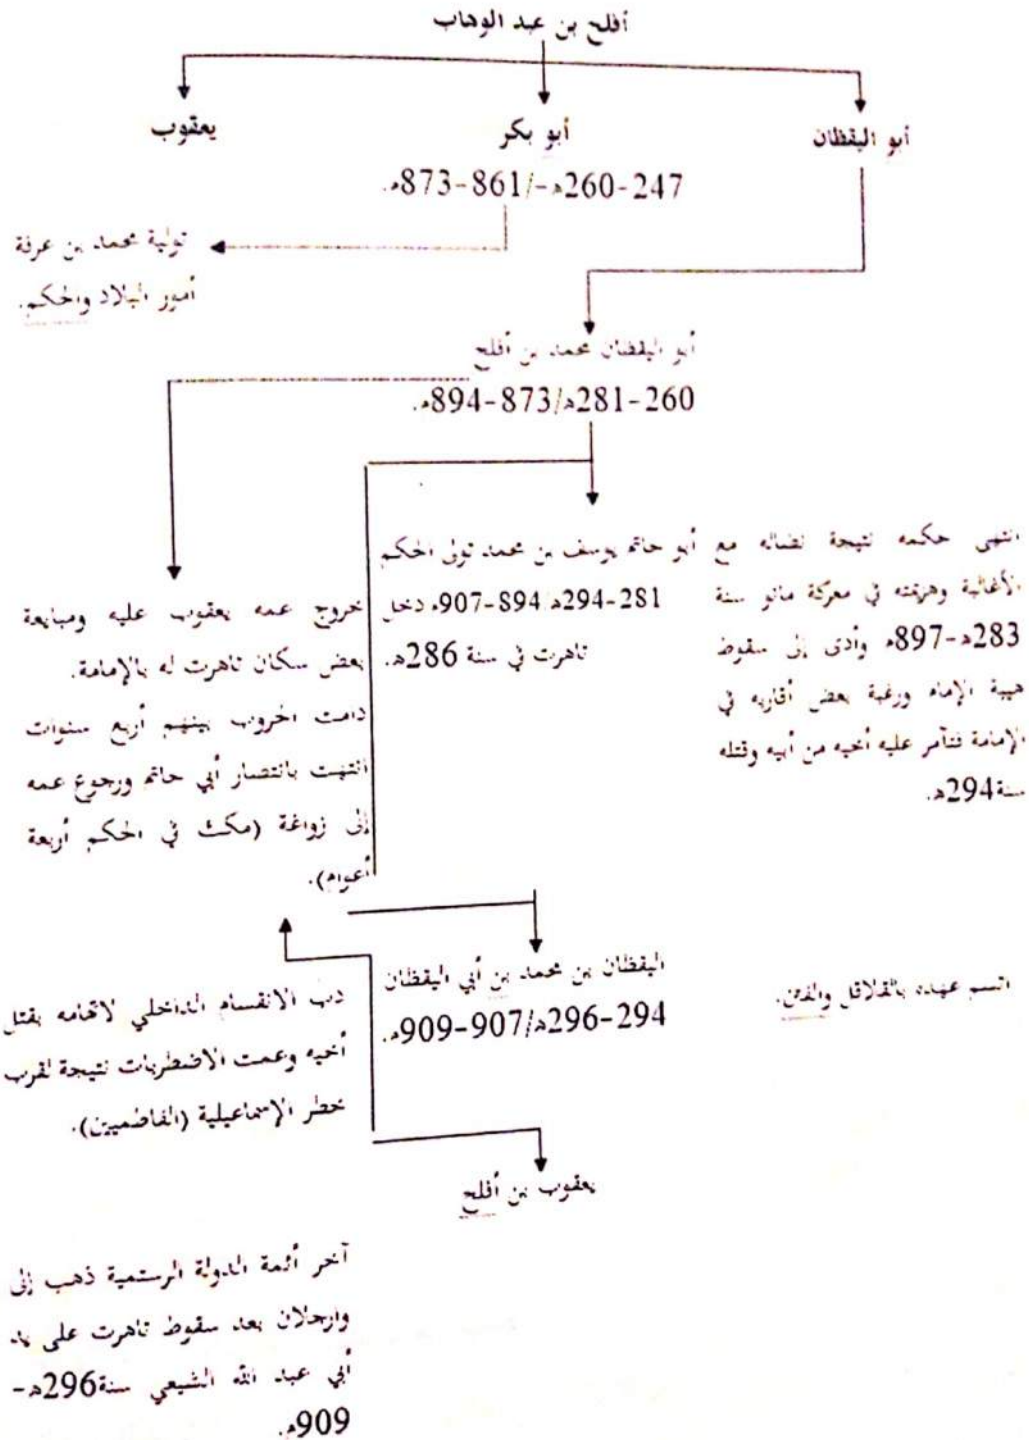 أفلح بن عبد الوهاب
أبو اليقظان
أبو بكر
يعقوب
247-260هـ-/861-873م.
تولية محمد بن عرفة
أمور البلاد والحكم.
أبو اليقضان محمد بن أفلح
260-281هـ/873-894م.
انتهى حكمه نتيجة نضاله مع
الأغالبة وهزيمته في معركة مانو سنة
283هـ-897م وأدى إلى سقوط
هيبة الإمام ورغبة بعض أقاربه في
الإمامة فتآمر عليه أخيه من أبيه وقتله
سنة294هـ.
أبو حاتم يوسف بن محمد تولى الحكم
281-294هـ/894-907م دخل
تاهرت في سنة 286هـ.
خروج عمه يعقوب عليه ومبايعة
بعض سكان تاهرت له بالإمامة.
دامت الحروب بينهم أربع سنوات
انتهت بانتصار أبي حاتم ورجوع عمه
إلى زواغة (مكث في الحكم أربعة
أعوام).
اليقظان بن محمد بن أبي اليقظان
294-296هـ/907-909م.
اتسم عهده بالقلاقل والفتن.
دب الانقسام الداخلي لاتهامه بقتل
أخيه وعمت الاضطربات نتيجة لقرب
خطر الإسماعيلية (الفاطميين).
يعقوب بن أفلح
آخر أئمة الدولة الرستمية ذهب إلى
وارجلان بعد سقوط تاهرت على يد
أبي عبد الله الشيعي سنة296هـ-
909م.